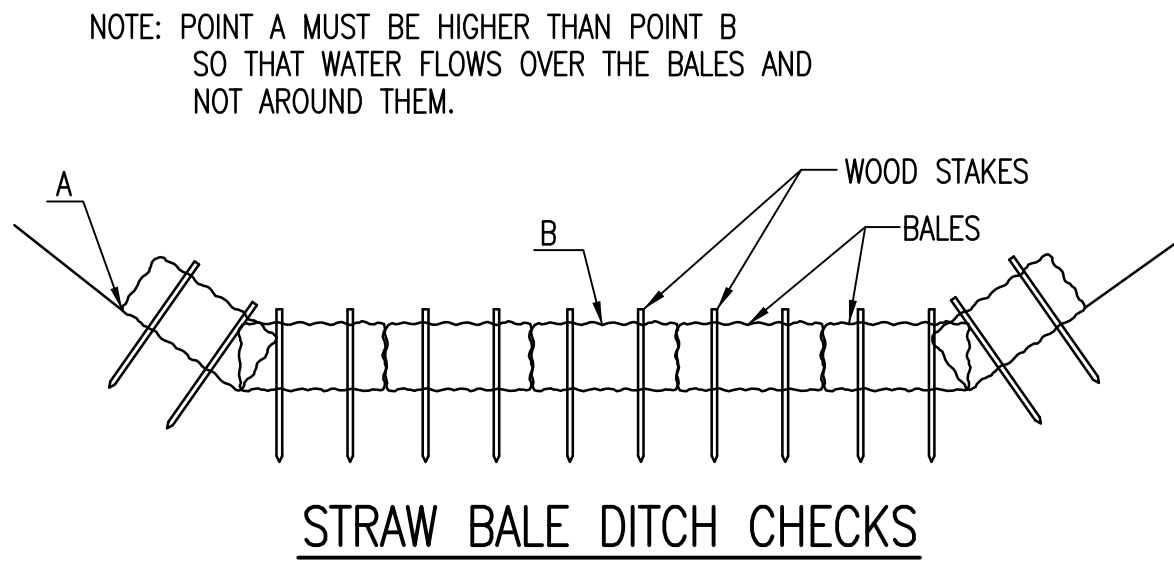 NOTE: POINT A MUST BE HIGHER THAN POINT B
SO THAT WATER FLOWS OVER THE BALES AND
NOT AROUND THEM.
A
WOOD STAKES
B
BALES
STRAW BALE DITCH CHECKS